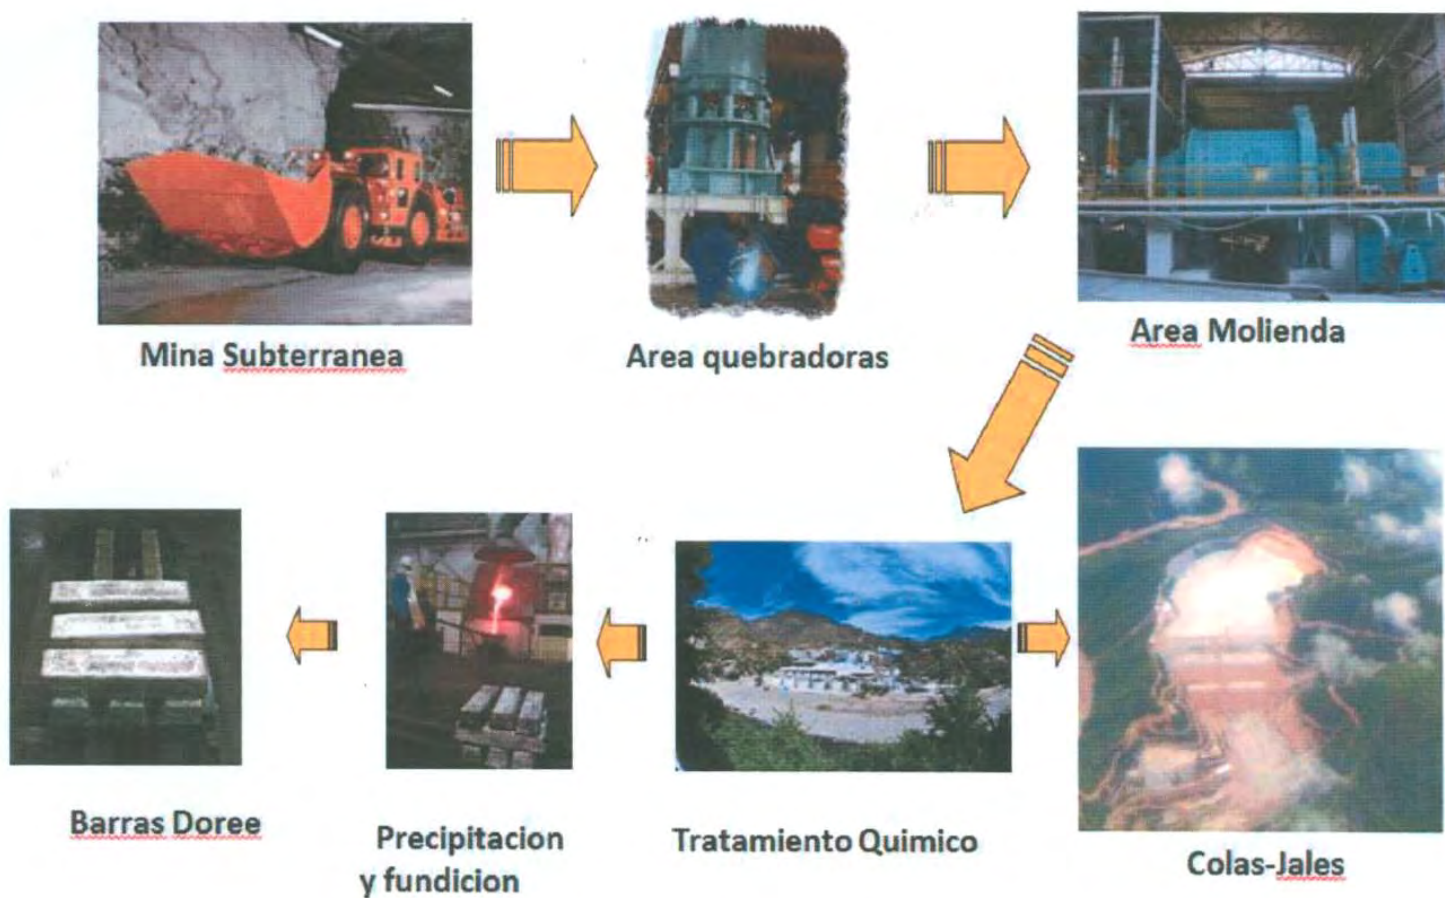 Mina Subterranea
Area quebradoras
Area Molienda
Barras Doree
Precipitacion
y fundicion
Tratamiento Quimico
Colas-Jales